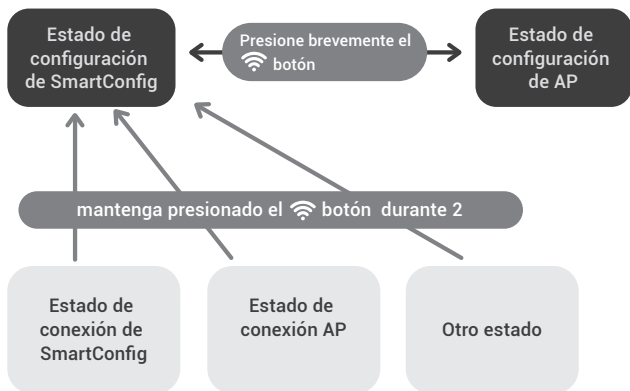 Estado de
configuración
de SmartConfig
Presione brevemente el
botón
Estado de
configuración
de AP
mantenga presionado el botón durante 2
Estado de
conexión de
SmartConfig
Estado de
conexión AP
Otro estado